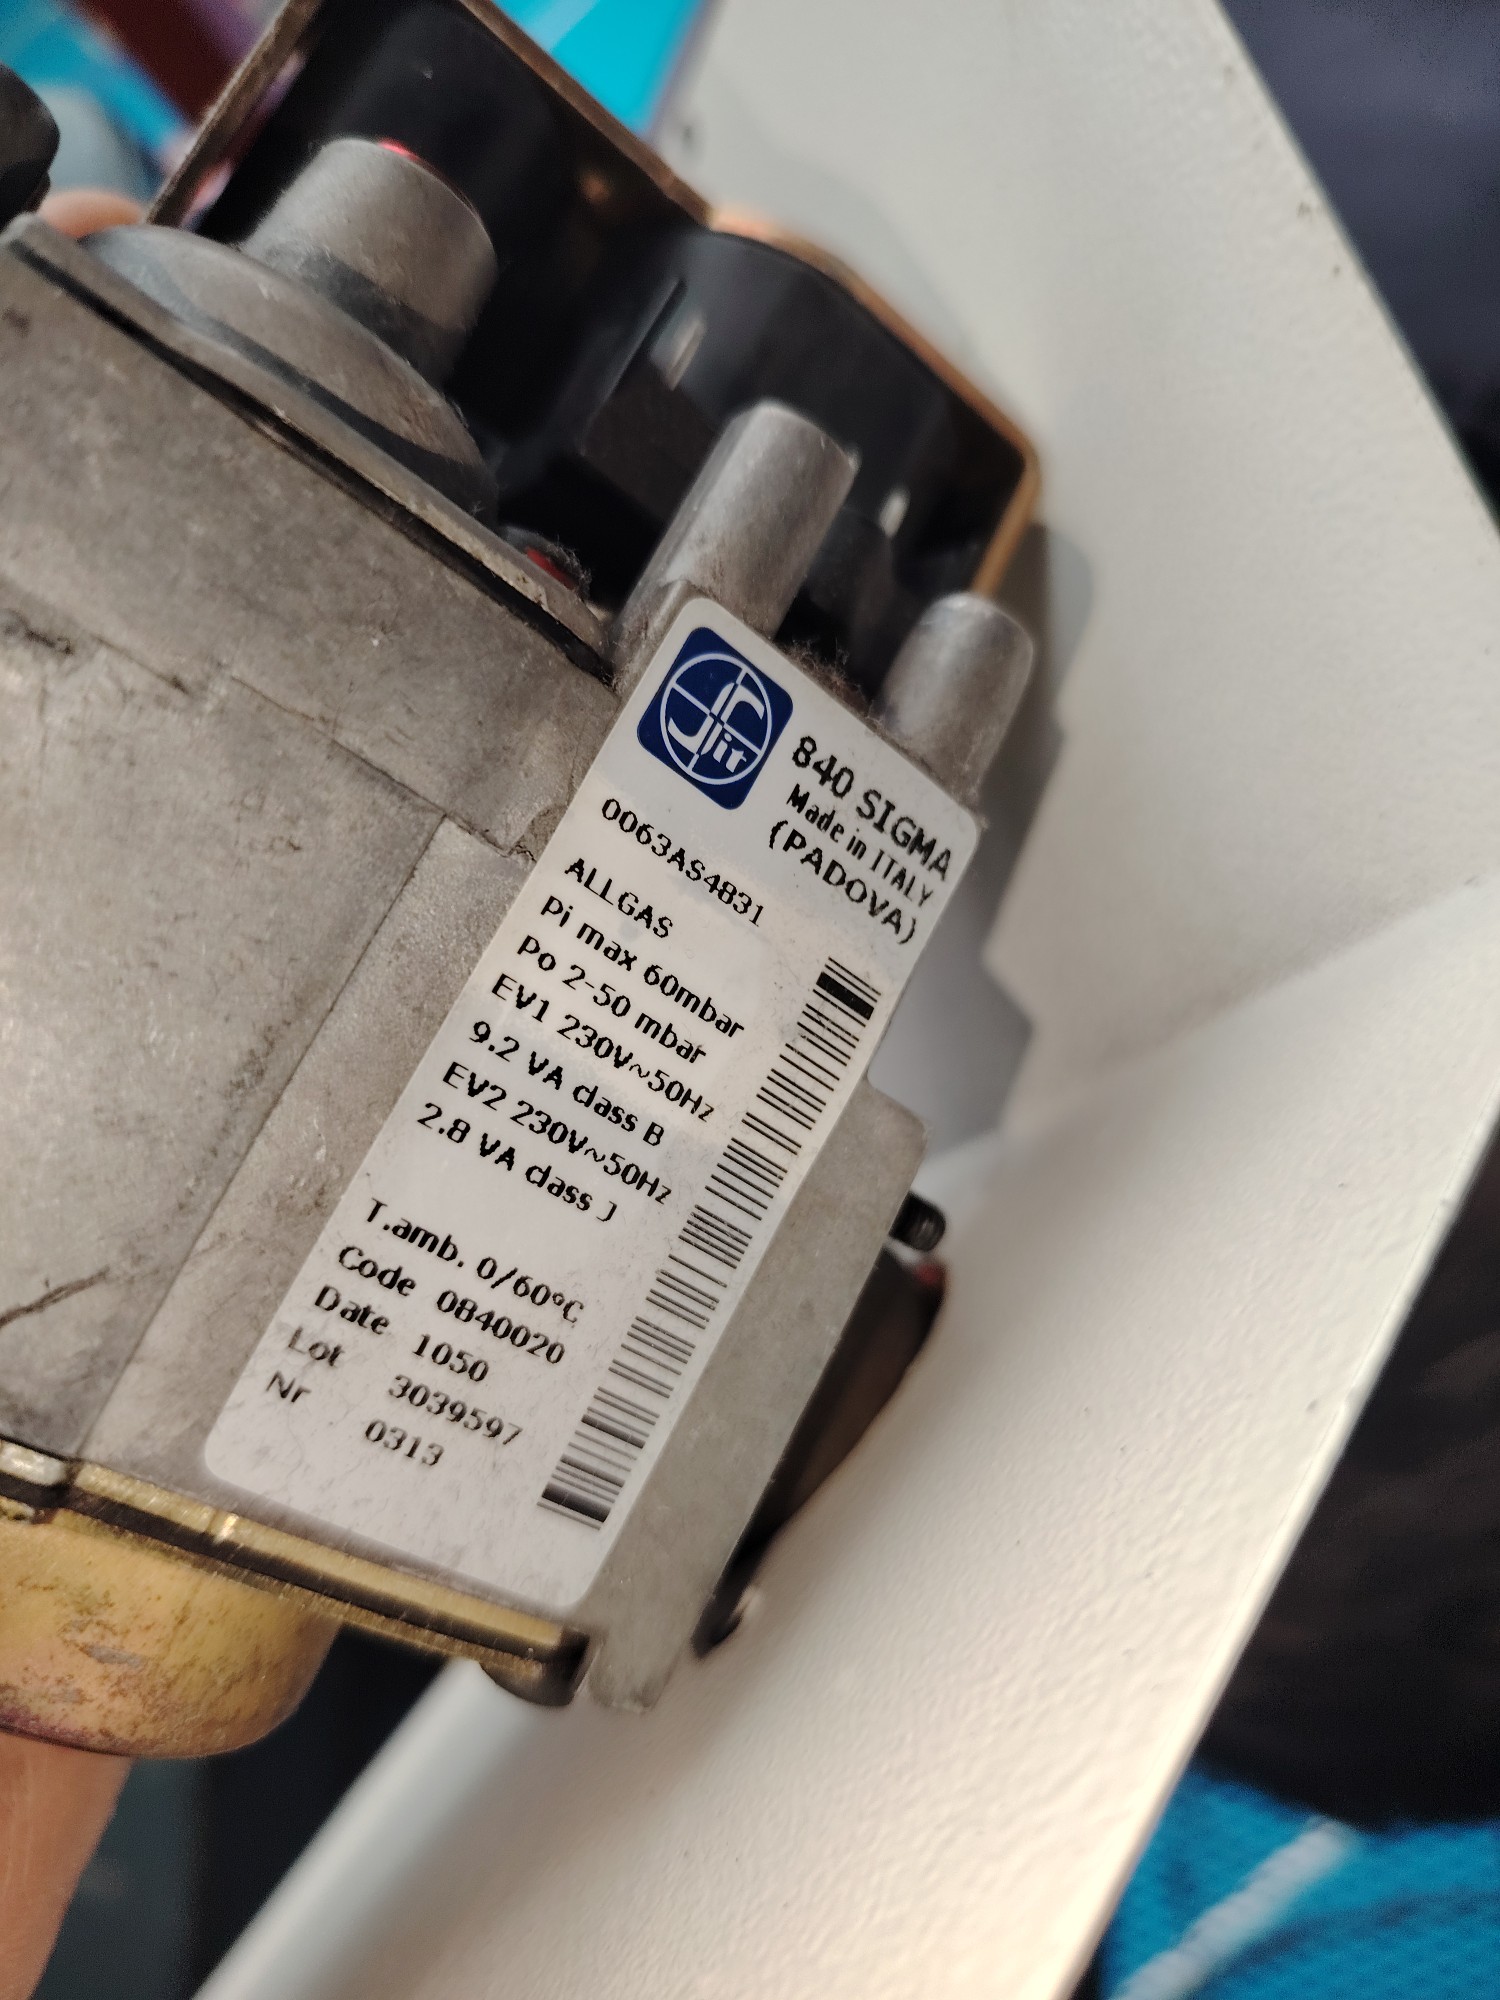 Sit
840 SIGMA
Made in ITALY
(PADOVA)
0063AS4831
ALLGAS
Pi max 60mbar
Po 2-50 mbar
EV1 230V~50Hz
9.2 VA class B
EV2 230V~50Hz
2.8 VA class J
T.amb. 0/60°C
Code 0840020
Date 1050
Lot 3039597
Nr 0313